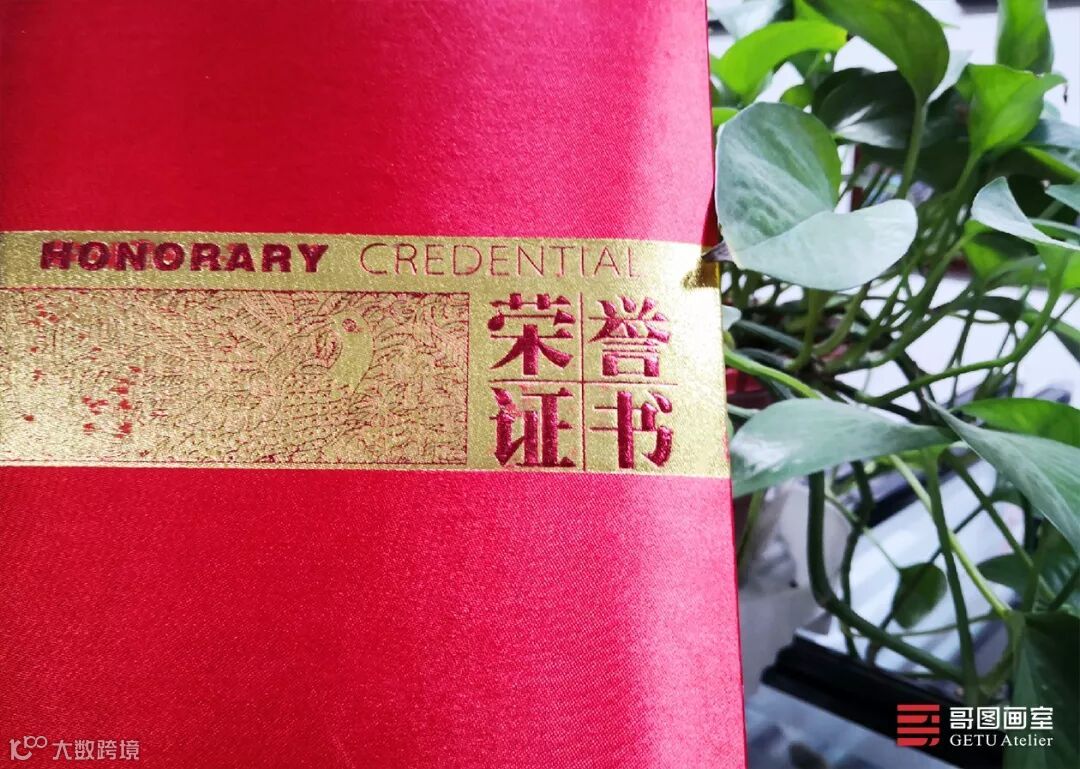 HONORARY CREDENTIAL
荣誉
证书
哥图画室
GETU Atelier
大数跨境